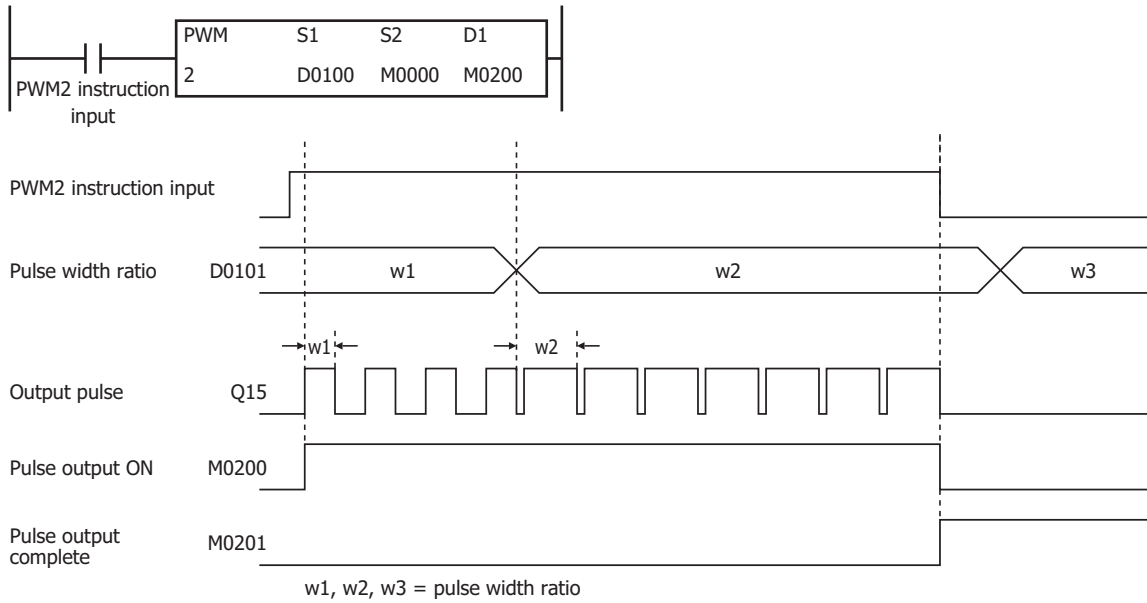 PWM S1 S2 D1
2 D0100 M0000 M0200
PWM2 instruction
input
PWM2 instruction input
Pulse width ratio D0101 w1 w2 w3
w1 w2
Output pulse Q15
Pulse output ON M0200
Pulse output
complete M0201
w1, w2, w3 = pulse width ratio